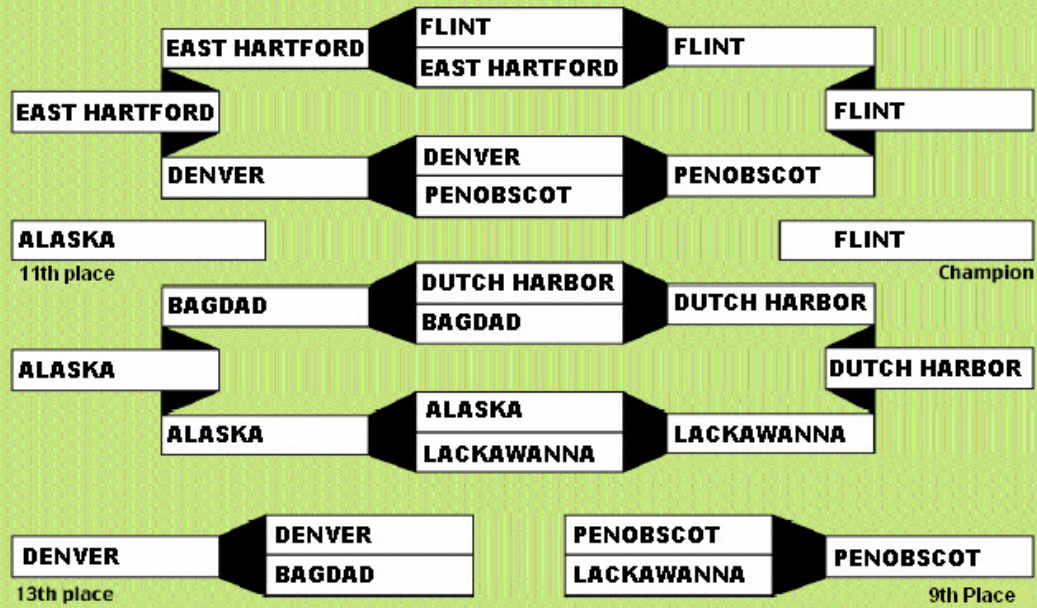 FLINT
EAST HARTFORD
FLINT
EAST HARTFORD
EAST HARTFORD
FLINT
DENVER
DENVER
PENOBSCOT
PENOBSCOT
ALASKA
11th place
FLINT
Champion
BAGDAD
DUTCH HARBOR
BAGDAD
DUTCH HARBOR
ALASKA
DUTCH HARBOR
ALASKA
ALASKA
LACKAWANNA
LACKAWANNA
DENVER
13th place
DENVER
BAGDAD
PENOBSCOT
LACKAWANNA
PENOBSCOT
9th Place